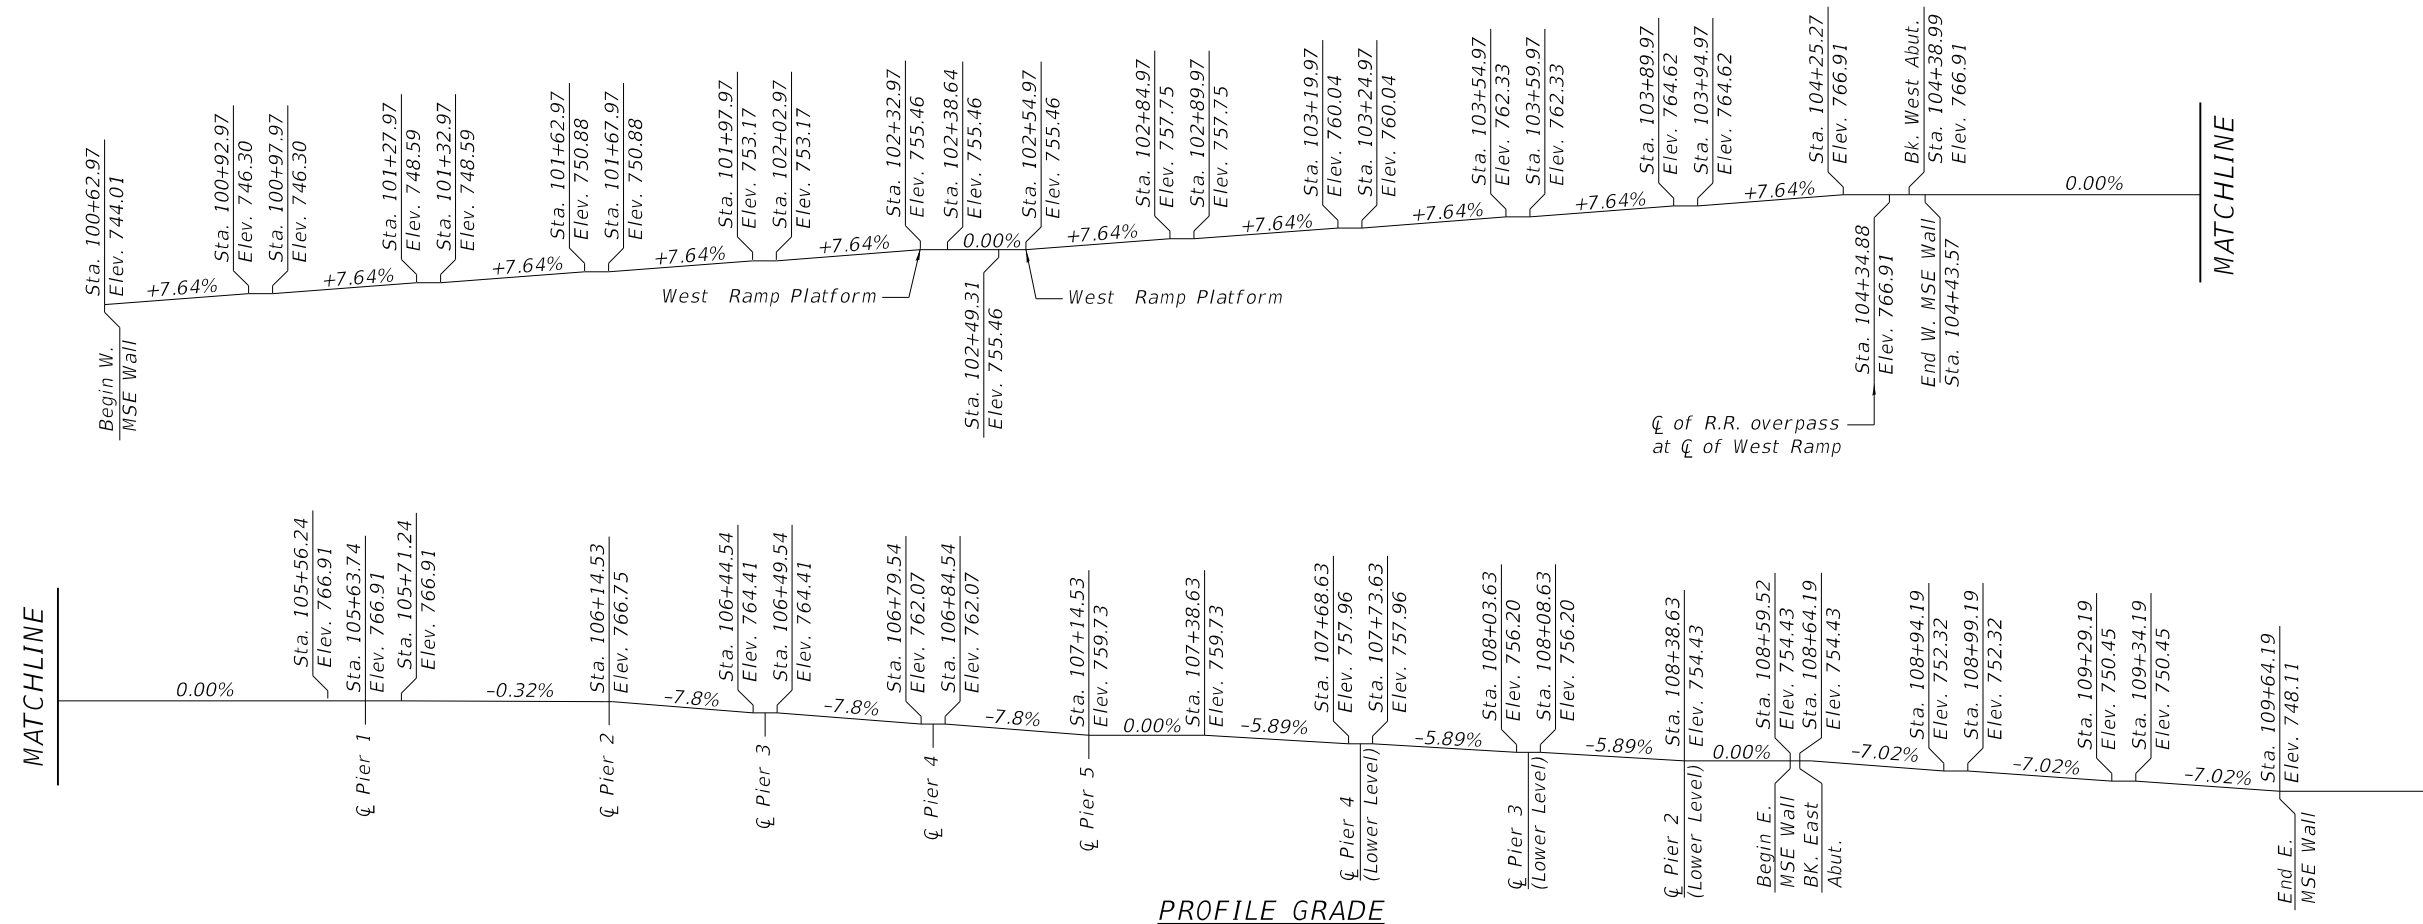 Sta. 100+62.97
Elev. 744.01
Begin W.
MSE Wall
+7.64%
Sta. 100+92.97
Elev. 746.30
Sta. 100+97.97
Elev. 746.30
+7.64%
Sta. 101+27.97
Elev. 748.59
Sta. 101+32.97
Elev. 748.59
+7.64%
Sta. 101+62.97
Elev. 750.88
Sta. 101+67.97
Elev. 750.88
+7.64%
Sta. 101+97.97
Elev. 753.17
Sta. 102+02.97
Elev. 753.17
+7.64%
Sta. 102+32.97
Elev. 755.46
Sta. 102+38.64
Elev. 755.46
0.00%
West Ramp Platform
Sta. 102+49.31
Elev. 755.46
Sta. 102+54.97
Elev. 755.46
West Ramp Platform
+7.64%
Sta. 102+84.97
Elev. 757.75
Sta. 102+89.97
Elev. 757.75
+7.64%
Sta. 103+19.97
Elev. 760.04
Sta. 103+24.97
Elev. 760.04
+7.64%
Sta. 103+54.97
Elev. 762.33
Sta. 103+59.97
Elev. 762.33
+7.64%
Sta. 103+89.97
Elev. 764.62
Sta. 103+94.97
Elev. 764.62
+7.64%
Sta. 104+25.27
Elev. 766.91
Sta. 104+34.88
Elev. 766.91
℄ of R.R. overpass
at ℄ of West Ramp
Bk. West Abut.
Sta. 104+38.99
Elev. 766.91
End W. MSE Wall
Sta. 104+43.57
0.00%
MATCHLINE
MATCHLINE
0.00%
Sta. 105+56.24
Elev. 766.91
Sta. 105+63.74
Elev. 766.91
Sta. 105+71.24
Elev. 766.91
℄ Pier 1
-0.32%
Sta. 106+14.53
Elev. 766.75
℄ Pier 2
-7.8%
Sta. 106+44.54
Elev. 764.41
Sta. 106+49.54
Elev. 764.41
℄ Pier 3
-7.8%
Sta. 106+79.54
Elev. 762.07
Sta. 106+84.54
Elev. 762.07
℄ Pier 4
-7.8%
Sta. 107+14.53
Elev. 759.73
℄ Pier 5
0.00%
Sta. 107+38.63
Elev. 759.73
-5.89%
Sta. 107+68.63
Elev. 757.96
Sta. 107+73.63
Elev. 757.96
℄ Pier 4
(Lower Level)
-5.89%
Sta. 108+03.63
Elev. 756.20
Sta. 108+08.63
Elev. 756.20
℄ Pier 3
(Lower Level)
-5.89%
Sta. 108+38.63
Elev. 754.43
℄ Pier 2
(Lower Level)
0.00%
Sta. 108+59.52
Elev. 754.43
Begin E.
MSE Wall
Sta. 108+64.19
Elev. 754.43
BK. East
Abut.
-7.02%
Sta. 108+94.19
Elev. 752.32
Sta. 108+99.19
Elev. 752.32
-7.02%
Sta. 109+29.19
Elev. 750.45
Sta. 109+34.19
Elev. 750.45
-7.02%
Sta. 109+64.19
Elev. 748.11
End E.
MSE Wall
PROFILE GRADE